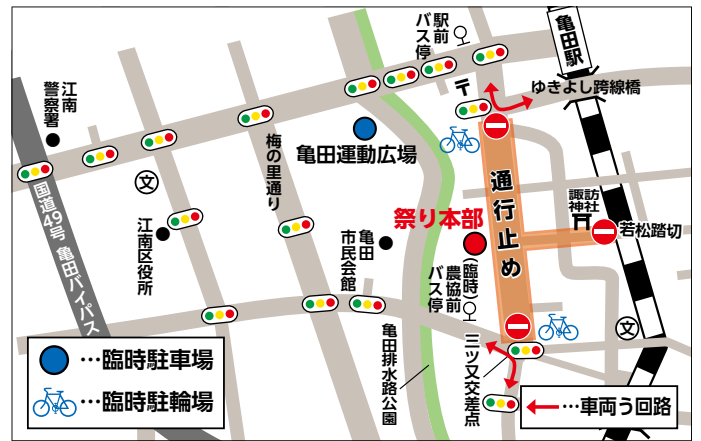 亀田駅
駅前
バス停
ゆきよし跨線橋
江南
警察署
亀田運動広場
梅の里通り
文
通行止め
諏訪
神社
若松踏切
祭り本部
国道49号 亀田バイパス
江南区役所
亀田
市民会館
(臨時)
農協前
バス停
文
三ツ又交差点
亀田排水路公園
…臨時駐車場
…臨時駐輪場
…車両う回路